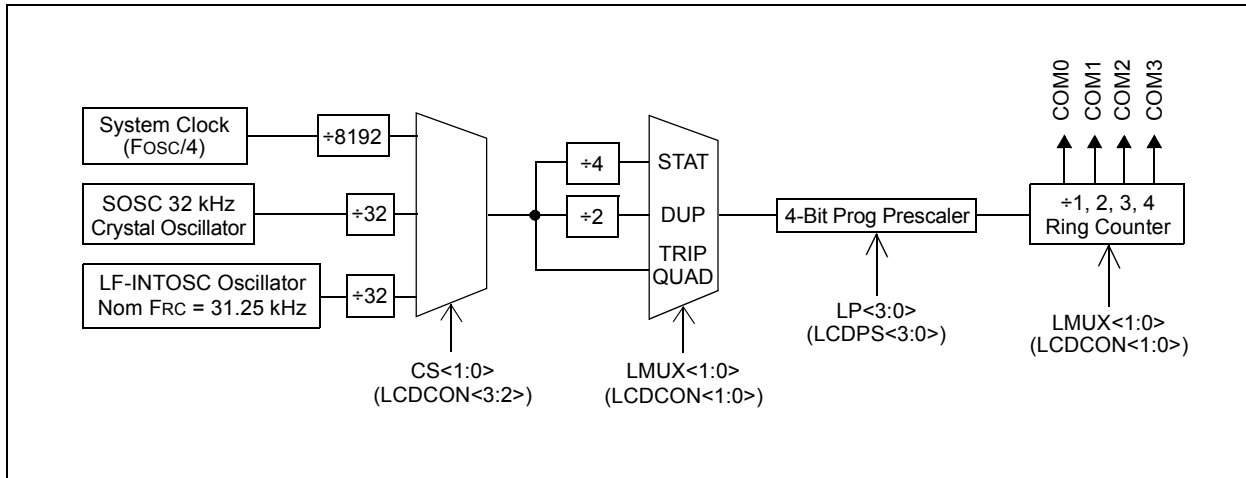 System Clock
(FOSC/4)
÷8192
SOSC 32 kHz
Crystal Oscillator
÷32
LF-INTOSC Oscillator
Nom FRC = 31.25 kHz
÷32
CS<1:0>
(LCDCON<3:2>)
÷4
÷2
STAT
DUP
TRIP
QUAD
LMUX<1:0>
(LCDCON<1:0>)
4-Bit Prog Prescaler
LP<3:0>
(LCDPS<3:0>)
COM0
COM1
COM2
COM3
÷1, 2, 3, 4
Ring Counter
LMUX<1:0>
(LCDCON<1:0>)